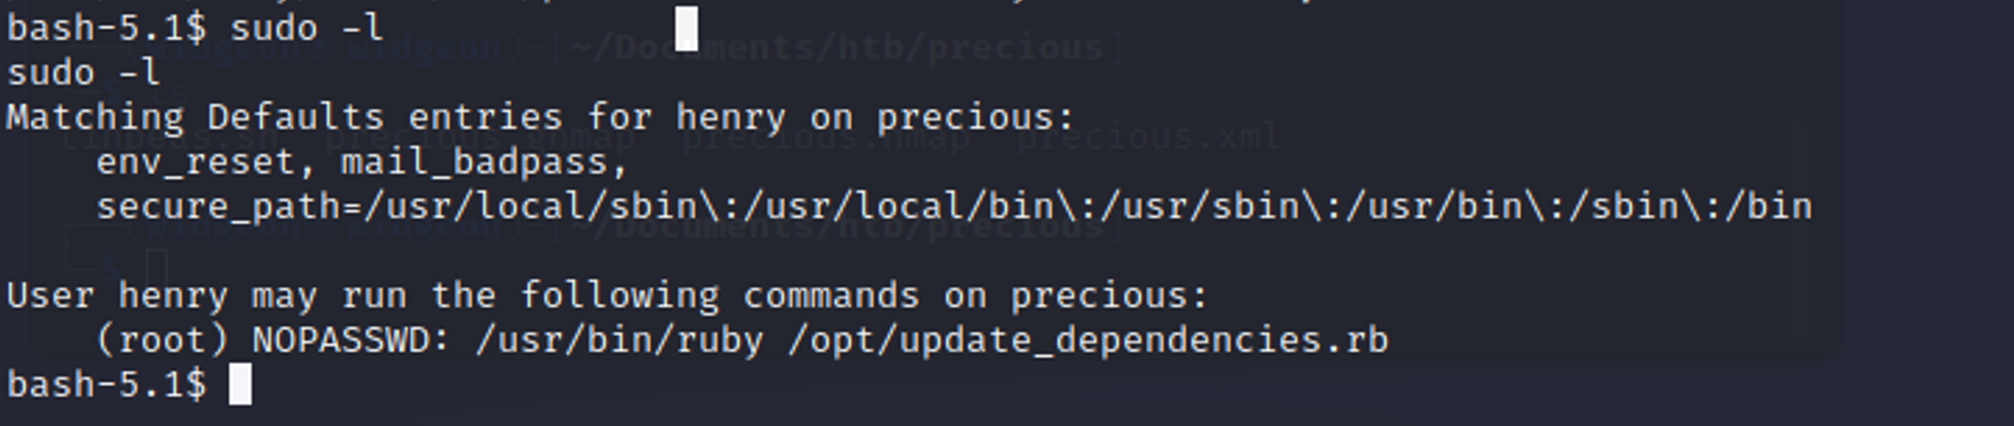 bash-5.1$ sudo -l
sudo -l
Matching Defaults entries for henry on precious:
    env_reset, mail_badpass,
    secure_path=/usr/local/sbin\:/usr/local/bin\:/usr/sbin\:/usr/bin\:/sbin\:/bin

User henry may run the following commands on precious:
    (root) NOPASSWD: /usr/bin/ruby /opt/update_dependencies.rb
bash-5.1$